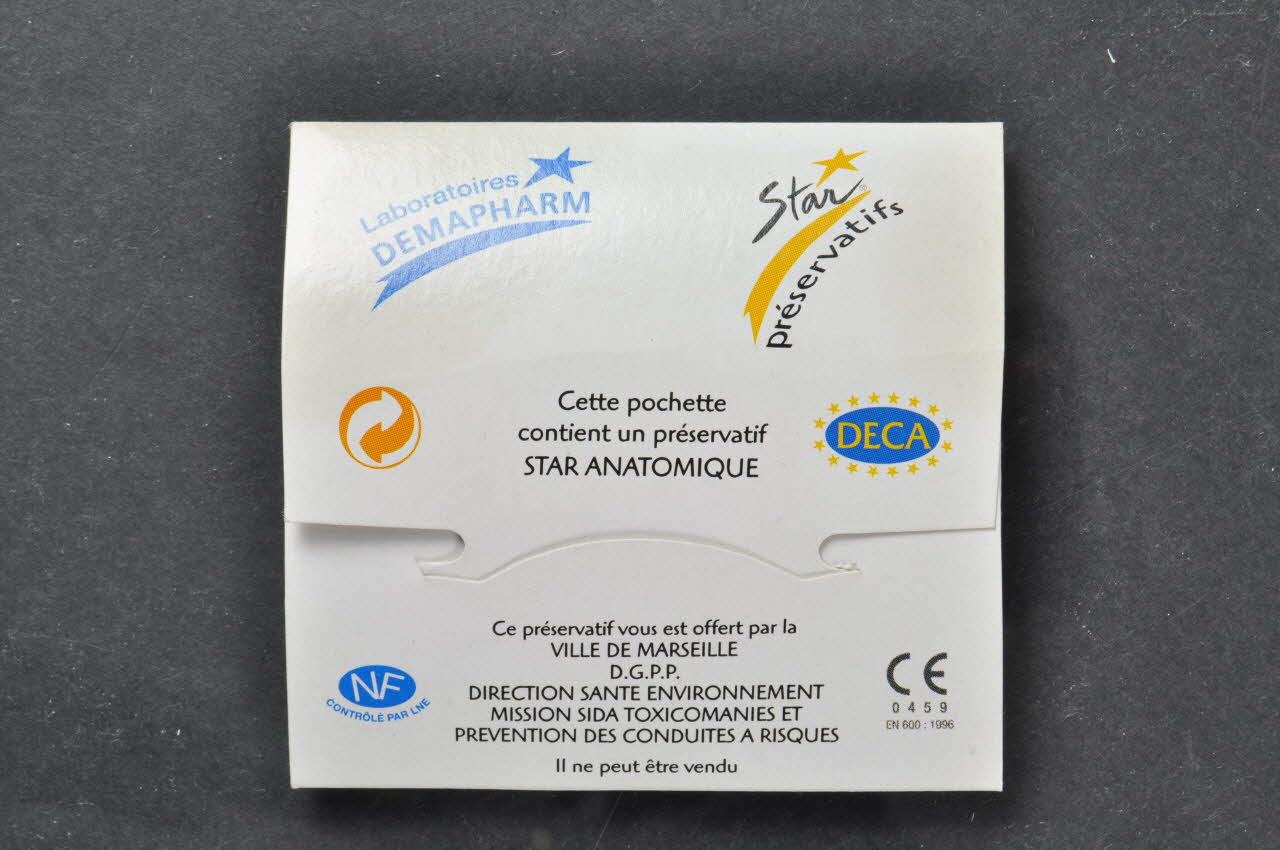 Laboratoires
DEMAPHARM
Star®
préservatifs
Cette pochette
contient un préservatif
STAR ANATOMIQUE
DECA
Ce préservatif vous est offert par la
VILLE DE MARSEILLE
D.G.P.P.
DIRECTION SANTE ENVIRONNEMENT
MISSION SIDA TOXICOMANIES ET
PREVENTION DES CONDUITES A RISQUES
Il ne peut être vendu
NF
CONTRÔLÉ PAR LNE
CE
0459
EN 600 : 1996